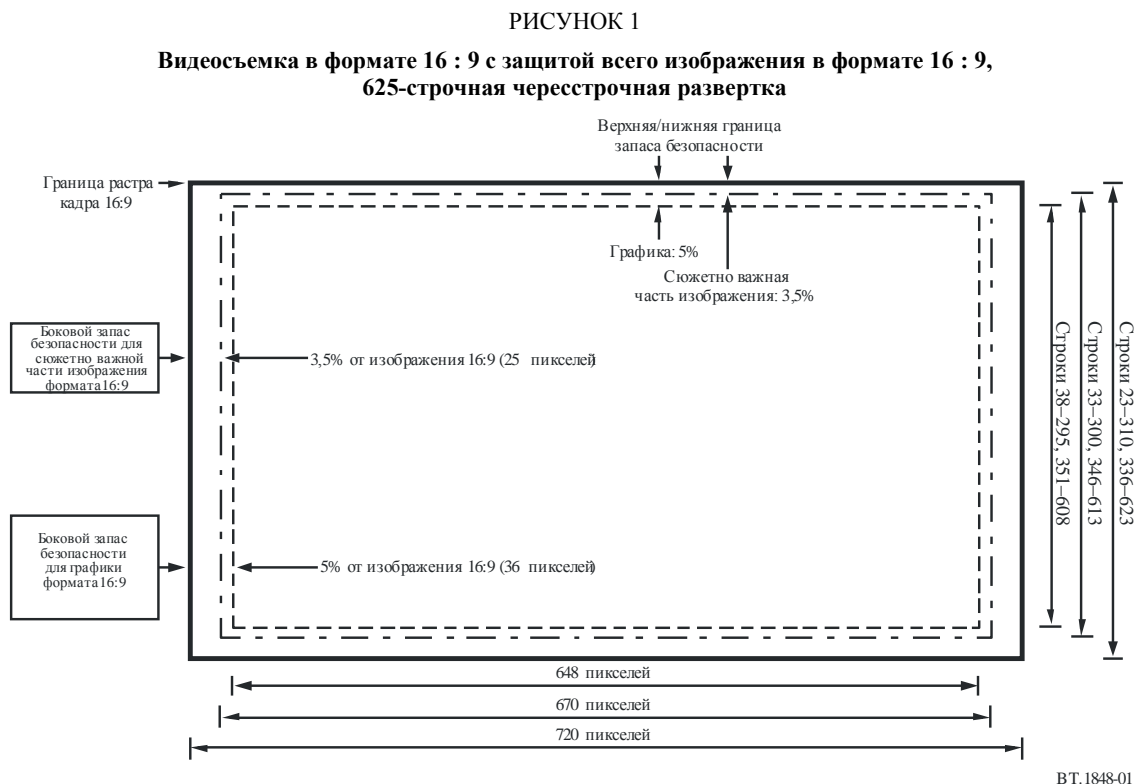 РИСУНОК 1
Видеосъемка в формате 16 : 9 с защитой всего изображения в формате 16 : 9,
625-строчная чересстрочная развертка
Верхняя/нижняя граница
запаса безопасности
Граница растра
кадра 16:9
Графика: 5%
Сюжетно важная
часть изображения: 3,5%
Боковой запас
безопасности для
сюжетно важной
части изображения
формата 16:9
3,5% от изображения 16:9 (25 пикселей)
Строки 38–295, 351–608
Строки 33–300, 346–613
Строки 23–310, 336–623
Боковой запас
безопасности
для графики
формата 16:9
5% от изображения 16:9 (36 пикселей)
648 пикселей
670 пикселей
720 пикселей
BT.1848-01